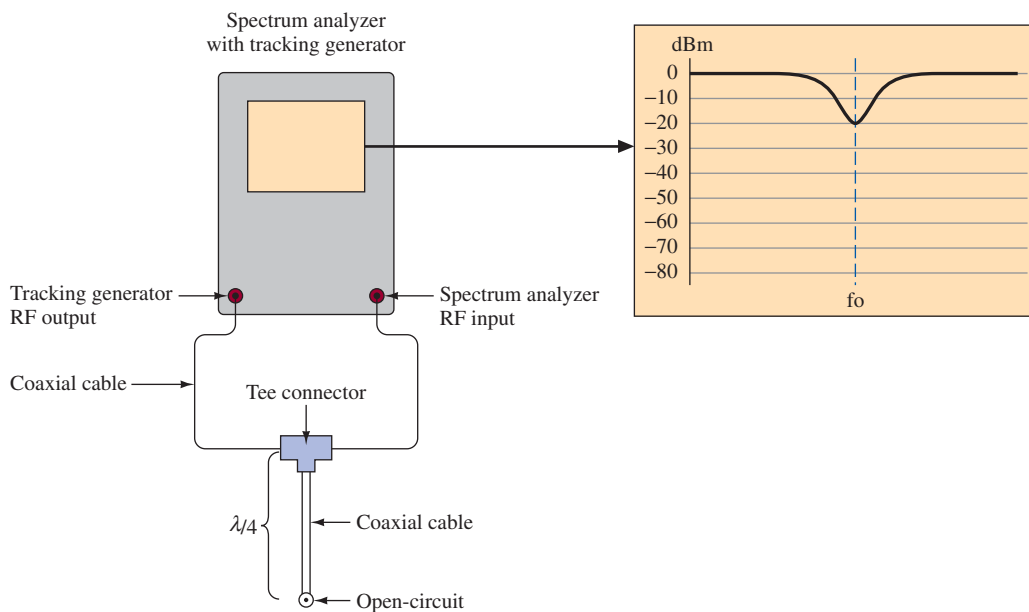 Spectrum analyzer
with tracking generator
dBm
0
−10
−20
−30
−40
−50
−60
−70
−80
fo
Tracking generator
RF output
Spectrum analyzer
RF input
Coaxial cable
Tee connector
λ/4
Coaxial cable
Open-circuit